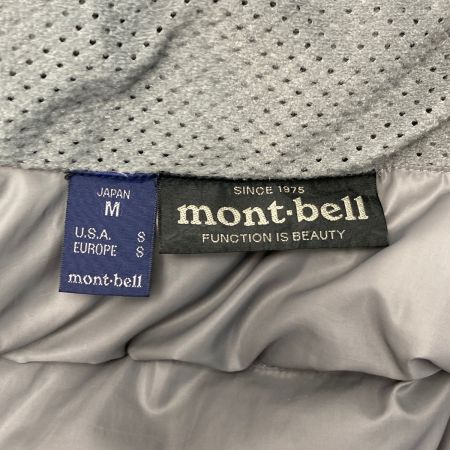 JAPAN
M
U.S.A. S
EUROPE S
mont-bell
SINCE 1975
mont-bell
FUNCTION IS BEAUTY